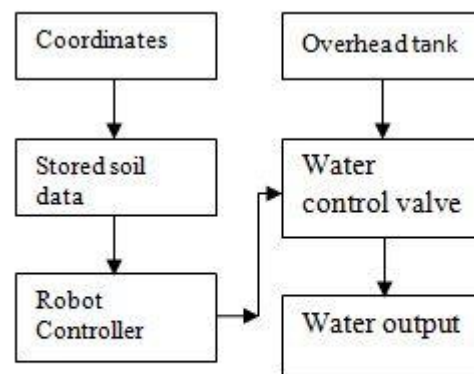 Coordinates
Stored soil
data
Robot
Controller
Overhead tank
Water
control valve
Water output